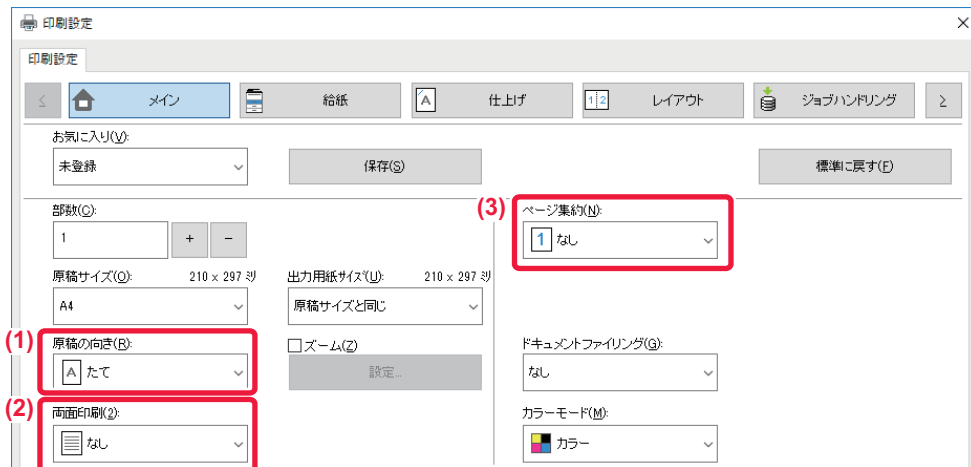 印刷設定
印刷設定
メイン
給紙
仕上げ
レイアウト
ジョブハンドリング
お気に入り(V):
未登録
保存(S)
標準に戻す(F)
部数(C):
1
+
-
(3)
ページ集約(N):
1 なし
原稿サイズ(O): 210 x 297 ミリ
A4
出力用紙サイズ(U): 210 x 297 ミリ
原稿サイズと同じ
(1)
原稿の向き(R):
A たて
ズーム(Z)
設定...
ドキュメントファイリング(G):
なし
(2)
両面印刷(2):
なし
カラーモード(M):
カラー